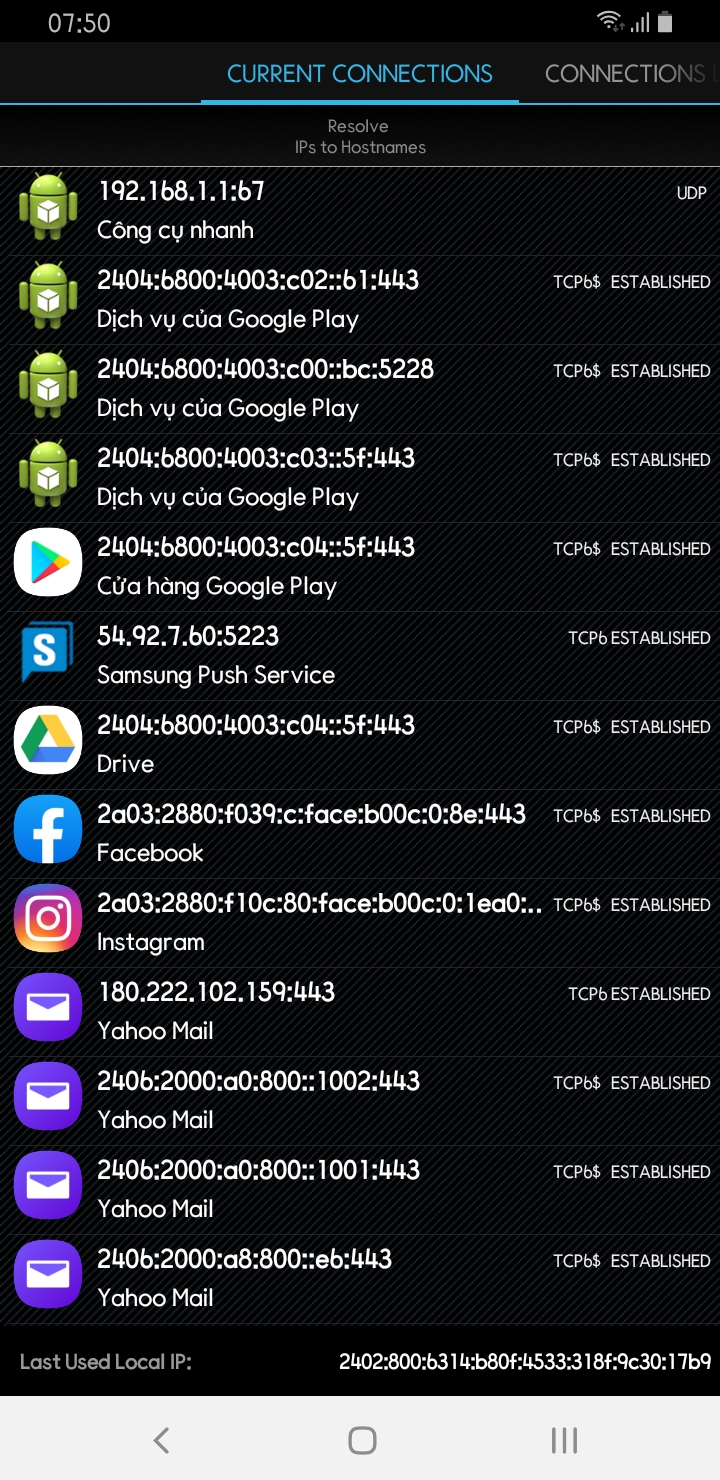 07:50
CURRENT CONNECTIONS CONNECTIONS
Resolve
IPs to Hostnames
192.168.1.1:67 UDP
Công cụ nhanh
2404:6800:4003:c02::61:443 TCP6$ ESTABLISHED
Dịch vụ của Google Play
2404:6800:4003:c00::bc:5228 TCP6$ ESTABLISHED
Dịch vụ của Google Play
2404:6800:4003:c03::5f:443 TCP6$ ESTABLISHED
Dịch vụ của Google Play
2404:6800:4003:c04::5f:443 TCP6$ ESTABLISHED
Cửa hàng Google Play
S
54.92.7.60:5223 TCP6 ESTABLISHED
Samsung Push Service
2404:6800:4003:c04::5f:443 TCP6$ ESTABLISHED
Drive
2a03:2880:f039:c:face:b00c:0:8e:443 TCP6$ ESTABLISHED
Facebook
2a03:2880:f10c:80:face:b00c:0:1ea0:.. TCP6$ ESTABLISHED
Instagram
180.222.102.159:443 TCP6 ESTABLISHED
Yahoo Mail
2406:2000:a0:800::1002:443 TCP6$ ESTABLISHED
Yahoo Mail
2406:2000:a0:800::1001:443 TCP6$ ESTABLISHED
Yahoo Mail
2406:2000:a8:800::e6:443 TCP6$ ESTABLISHED
Yahoo Mail
Last Used Local IP: 2402:800:6314:b80f:4533:318f:9c30:17b9